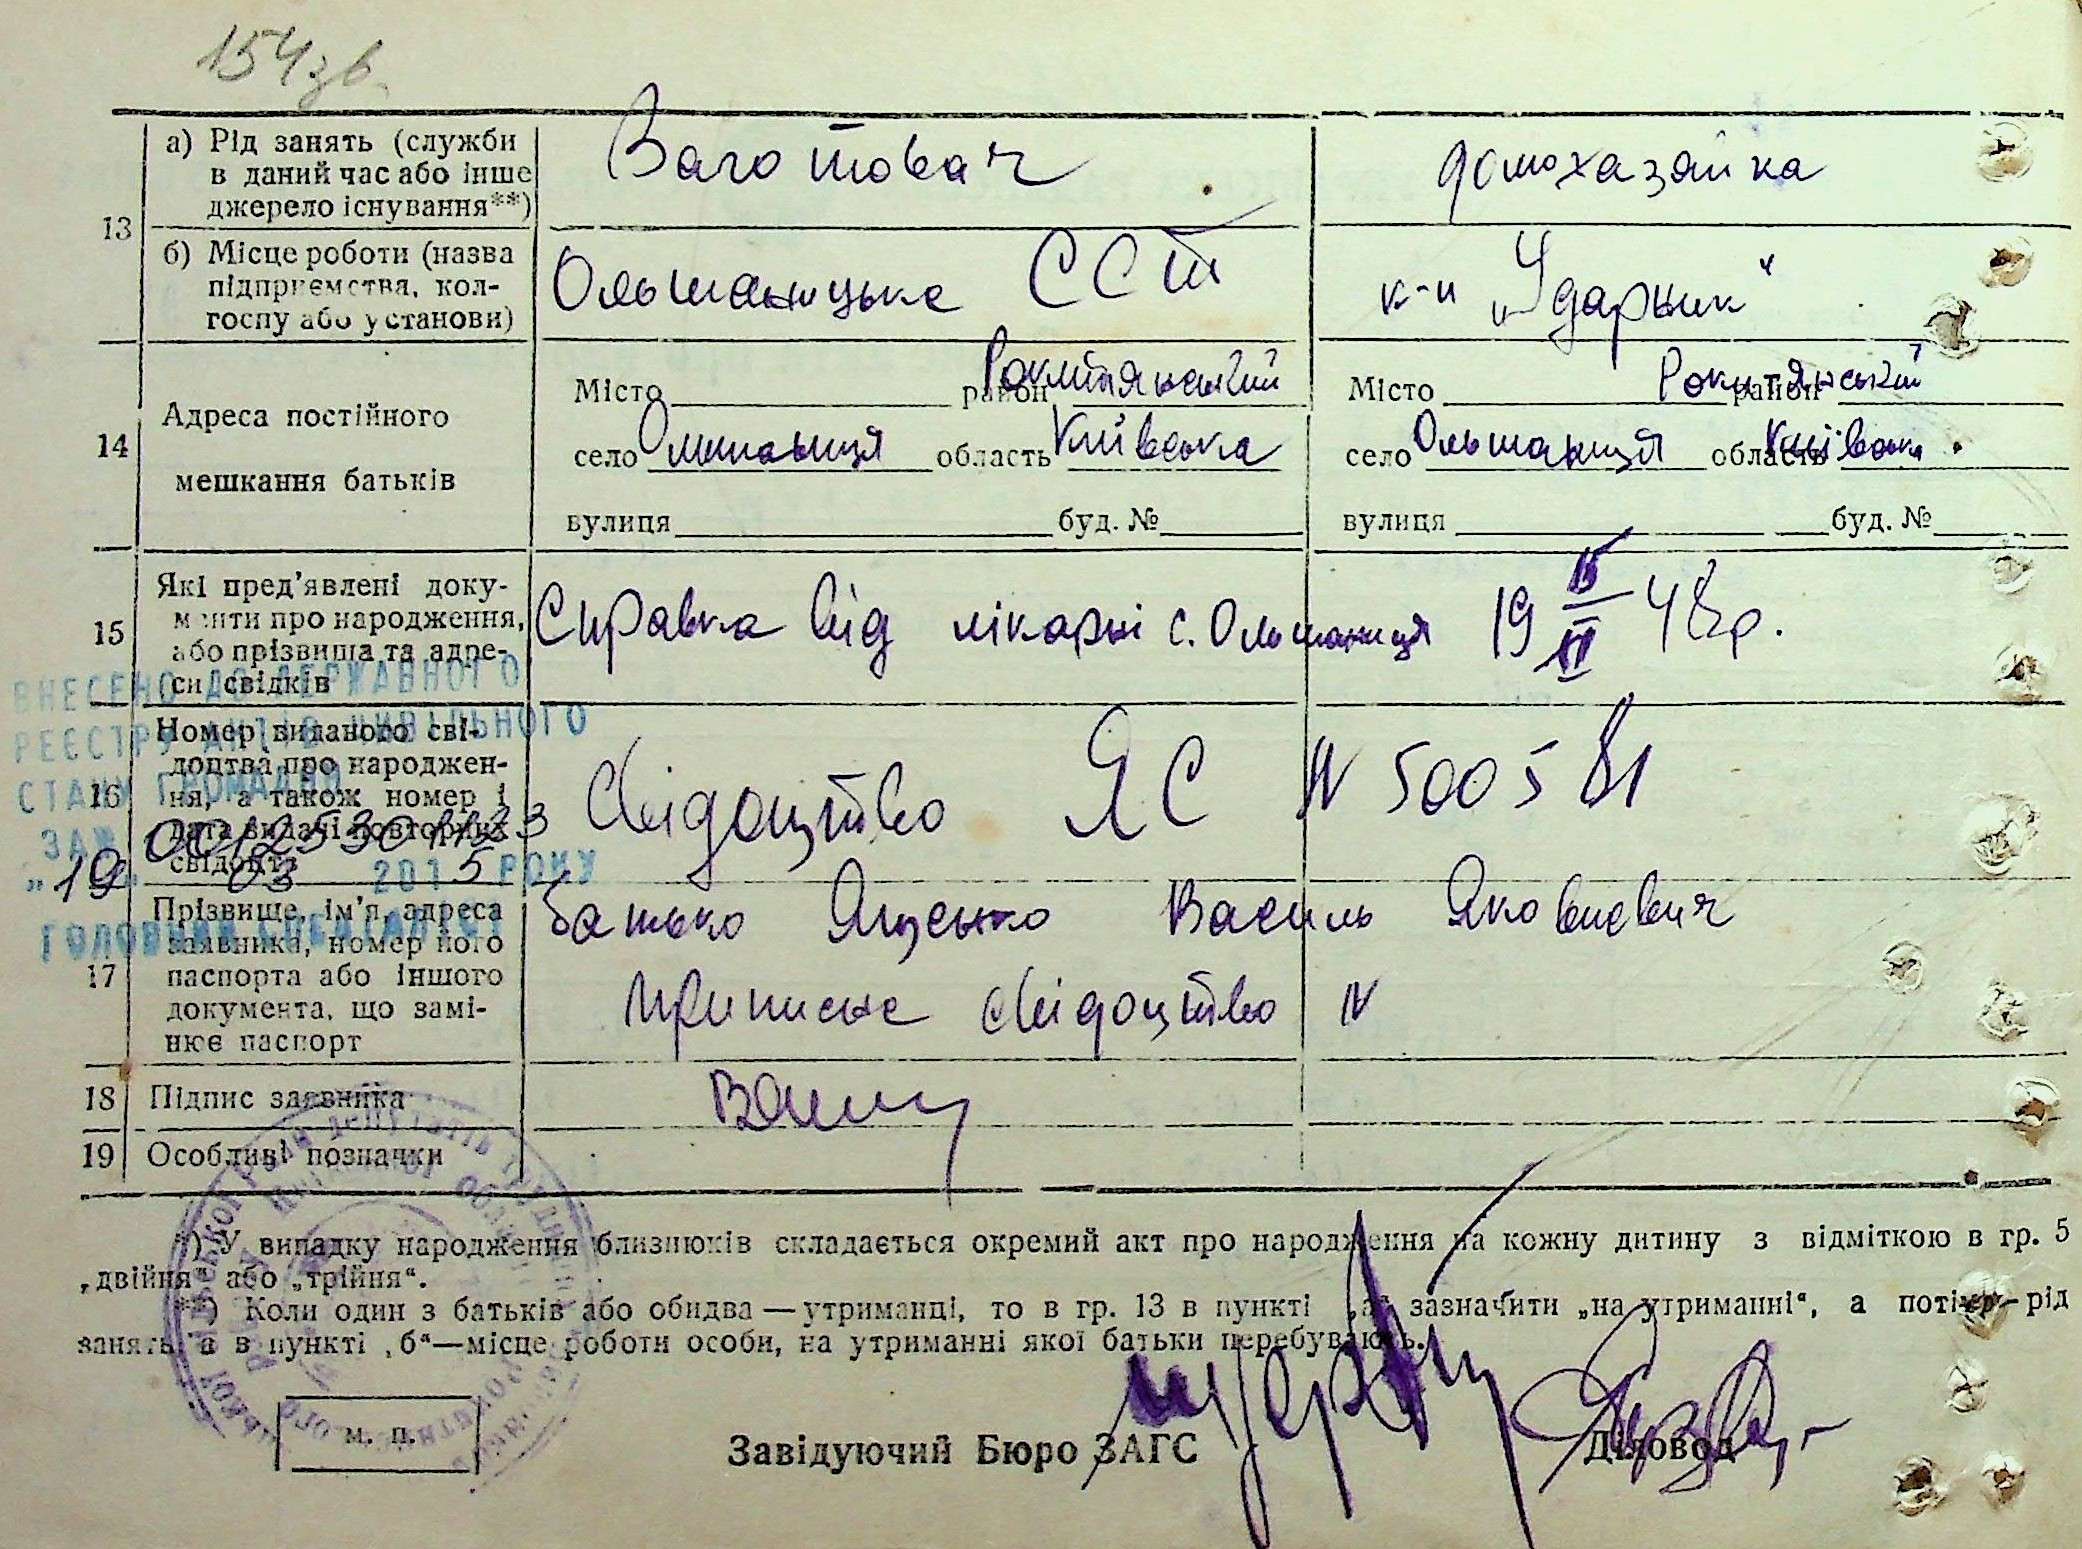 154 зв.
13
а) Рід занять (служби в даний час або інше джерело існування**)
Ваготовач
домохазяйка
б) Місце роботи (назва підприємства, колгоспу або установи)
Ольшаницьке ССТ
к-п „Ударник“
14
Адреса постійного мешкання батьків
Місто район Рокитянський
село Ольшаниця область Київська
вулиця буд. №
Місто район Рокитянський
село Ольшаниця область Київська
вулиця буд. №
15
Які пред’явлені документи про народження, або прізвища та адреси свідків
Справка від лікарні с. Ольшаниця 19 VI 48 р.
16
Номер виданого свідоцтва про народження, а також номер і дата видачі повторних свідоцтв
Свідоцтво ЯС N 500581
ВНЕСЕНО ДО ДЕРЖАВНОГО
РЕЄСТРУ АКТІВ ЦИВІЛЬНОГО
СТАНУ ГРОМАДЯН
ЗА № 00125301123
„19“ 03 2015 РОКУ
ГОЛОВНИЙ СПЕЦІАЛІСТ
17
Прізвище, ім’я, адреса заявника, номер його паспорта або іншого документа, що замінює паспорт
батько Яценко Василь Якович
приписне свідоцтво N
18 Підпис заявника
19 Особливі позначки
*) У випадку народження близнюків складається окремий акт про народження на кожну дитину з відміткою в гр. 5
„двійня“ або „трійня“.
**) Коли один з батьків або обидва — утриманці, то в гр. 13 в пункті „а“ зазначити „на утриманні“, а потім — рід
занять, а в пункті „б“ — місце роботи особи, на утриманні якої батьки перебувають.
м. п.
Завідуючий Бюро ЗАГС
Діловод